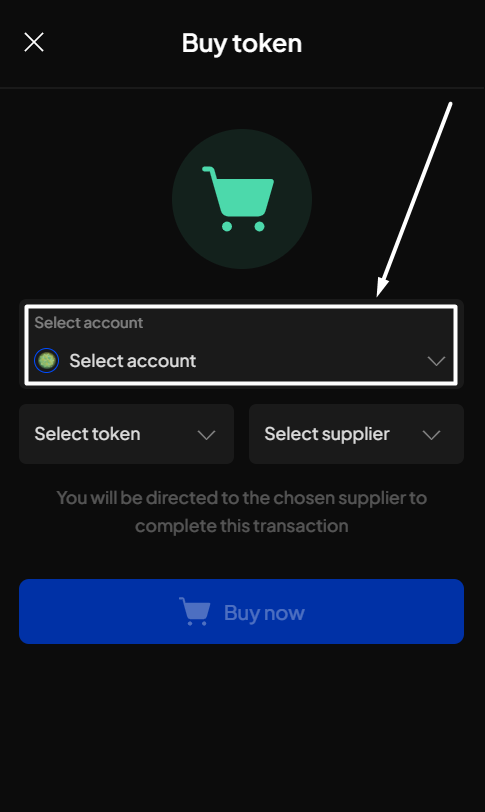 Buy token
Select account
Select account
Select token
Select supplier
You will be directed to the chosen supplier to
complete this transaction
Buy now